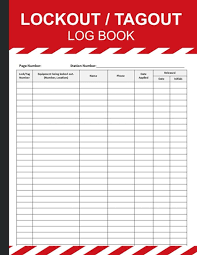 LOCKOUT / TAGOUT
LOG BOOK
Page Number: Station Number:
Lock/Tag Number Equipment Being Locked out (Number, Location) Name Phone Date Applied Removed
Date Initials